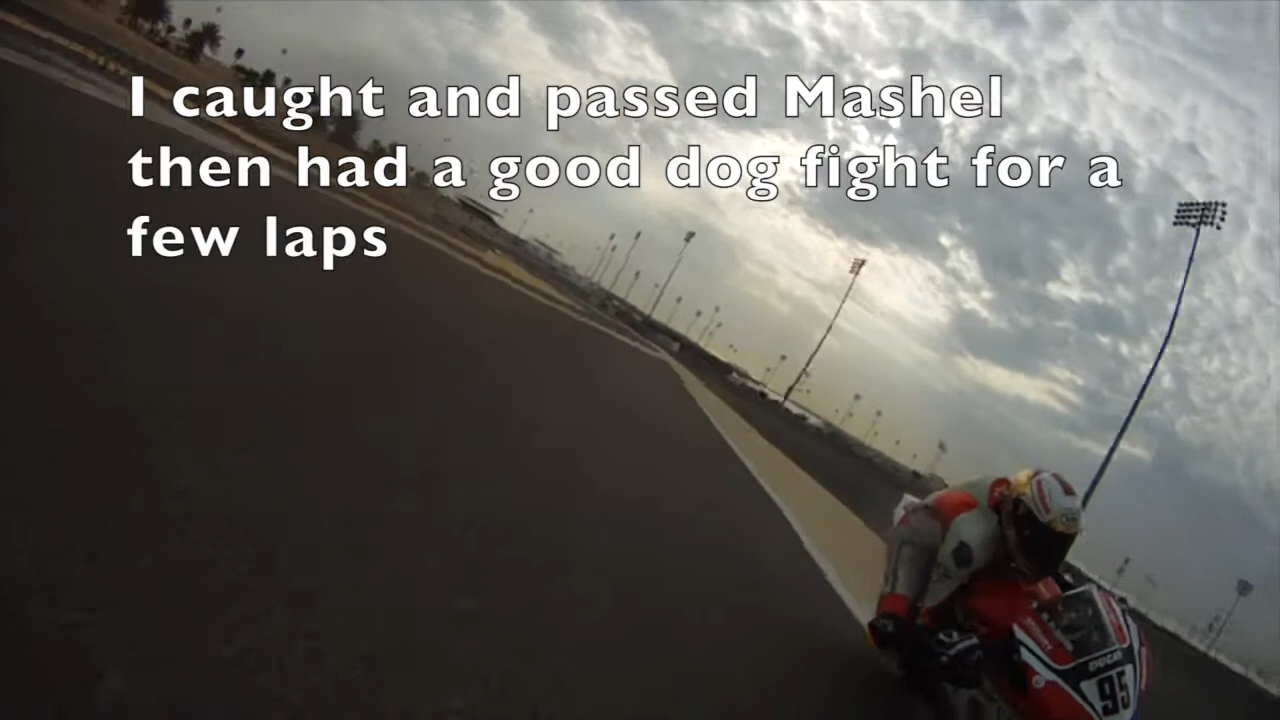 I caught and passed Mashel
then had a good dog fight for a
few laps
DUCATI
95